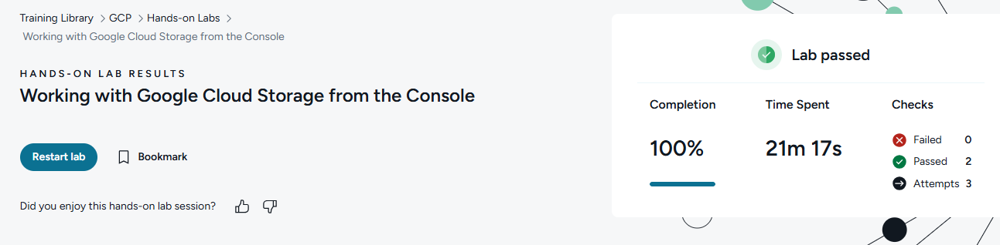 Training Library > GCP > Hands-on Labs >
Working with Google Cloud Storage from the Console
HANDS-ON LAB RESULTS
Working with Google Cloud Storage from the Console
Restart lab
Bookmark
Did you enjoy this hands-on lab session?
Lab passed
Completion
Time Spent
Checks
100%
21m 17s
Failed 0
Passed 2
Attempts 3